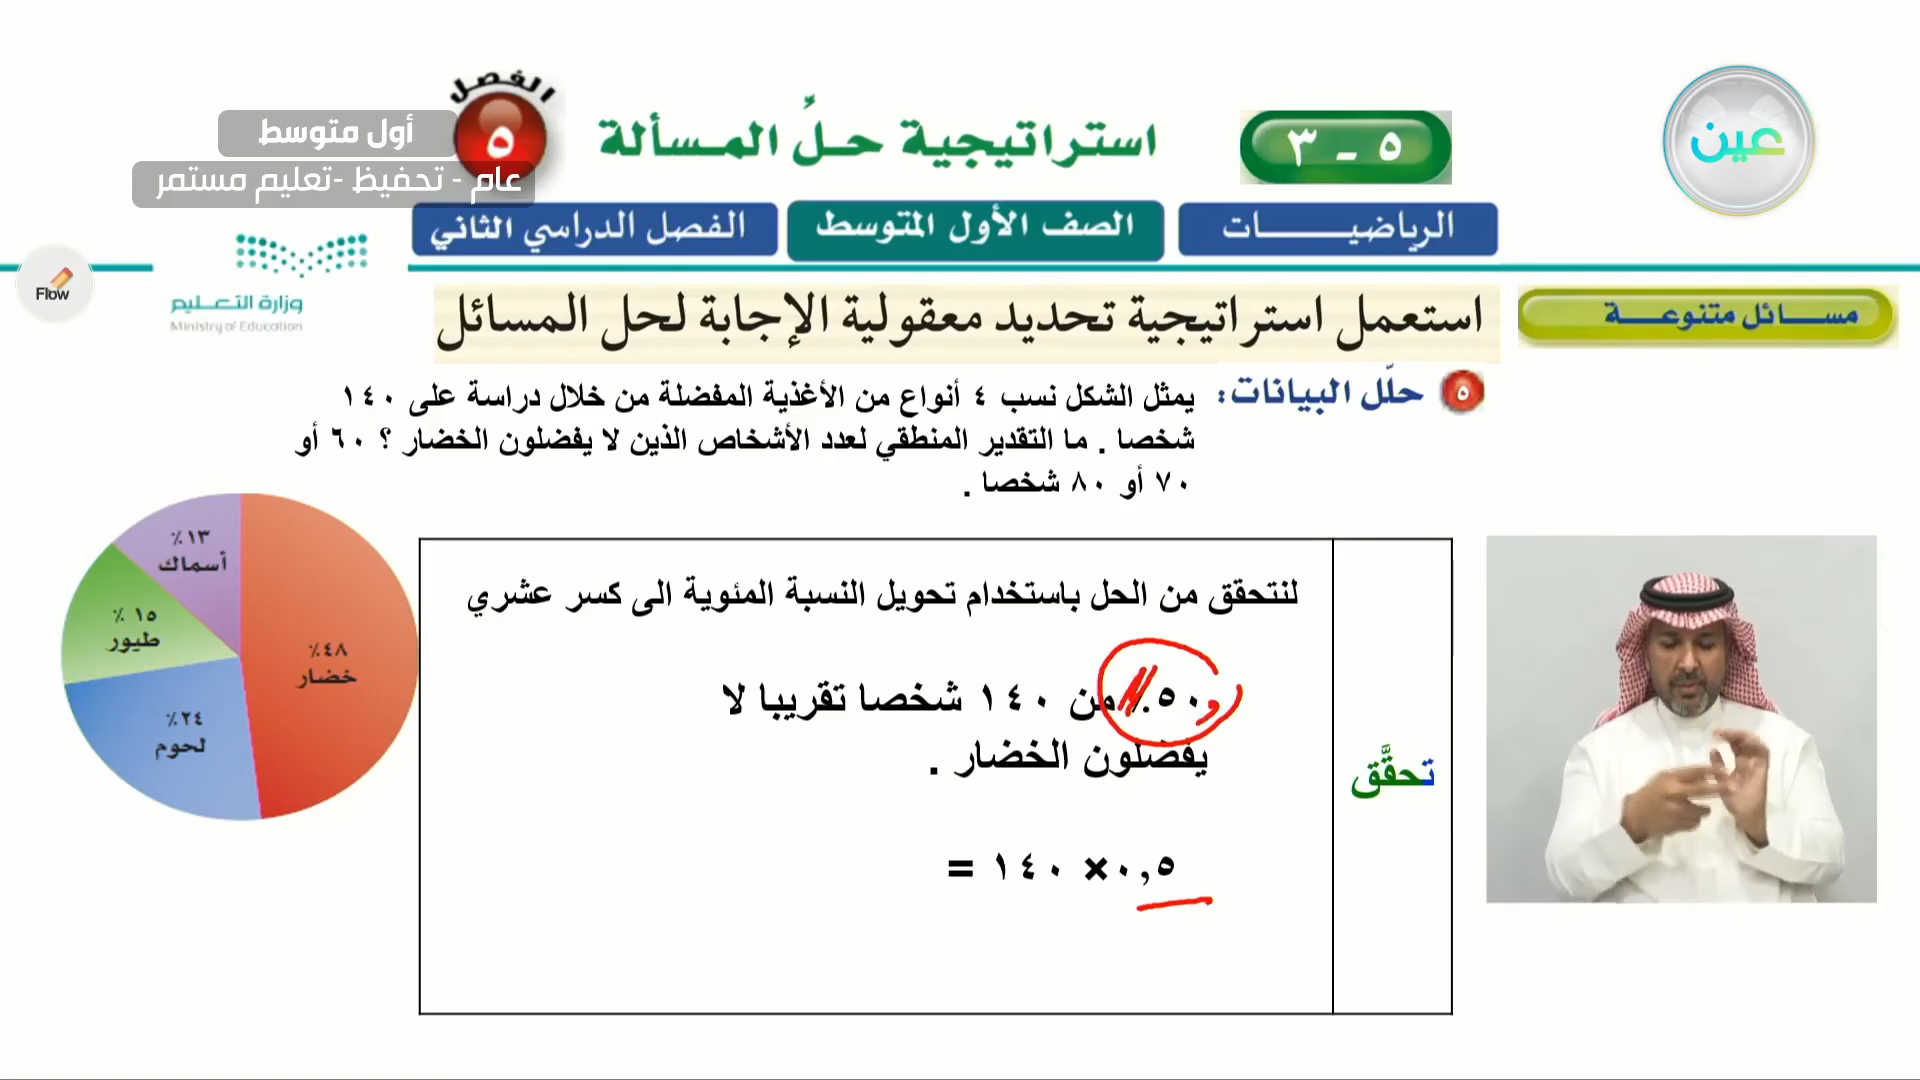 عين
٥ - ٣
استراتيجية حلُّ المسألة
الفصل
٥
أول متوسط
عام - تحفيظ -تعليم مستمر
الرياضيـــات
الصف الأول المتوسط
الفصل الدراسي الثاني
Flow
وزارة التعـــليم
Ministry of Education
مسـائل متنوعـة
استعمل استراتيجية تحديد معقولية الإجابة لحل المسائل
٥ حلّل البيانات: يمثل الشكل نسب ٤ أنواع من الأغذية المفضلة من خلال دراسة على ١٤٠
شخصا . ما التقدير المنطقي لعدد الأشخاص الذين لا يفضلون الخضار ؟ ٦٠ أو
٧٠ أو ٨٠ شخصا .
١٣٪
أسماك
١٥ ٪
طيور
٤٨٪
خضار
٢٤٪
لحوم
تحقَّق
لنتحقق من الحل باستخدام تحويل النسبة المئوية الى كسر عشري
٥٠٪ من ١٤٠ شخصا تقريبا لا
يفضلون الخضار .
٠,٥× ١٤٠ =